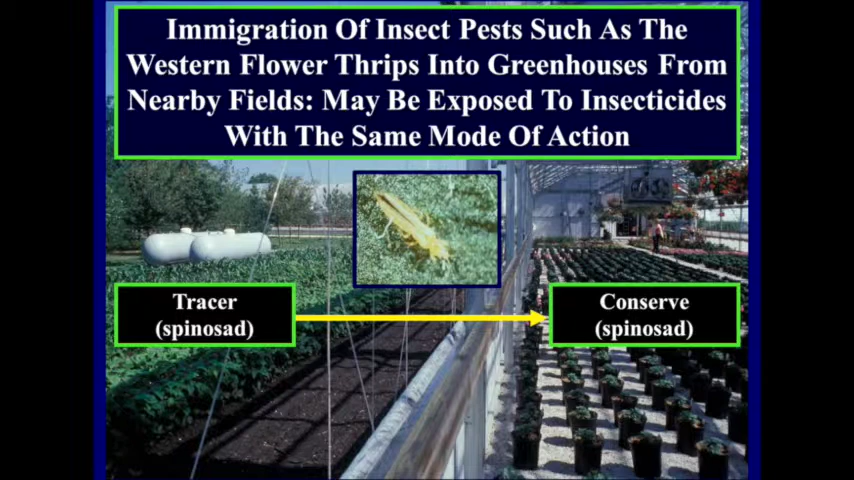 Immigration Of Insect Pests Such As The
Western Flower Thrips Into Greenhouses From
Nearby Fields: May Be Exposed To Insecticides
With The Same Mode Of Action
Tracer
(spinosad)
Conserve
(spinosad)